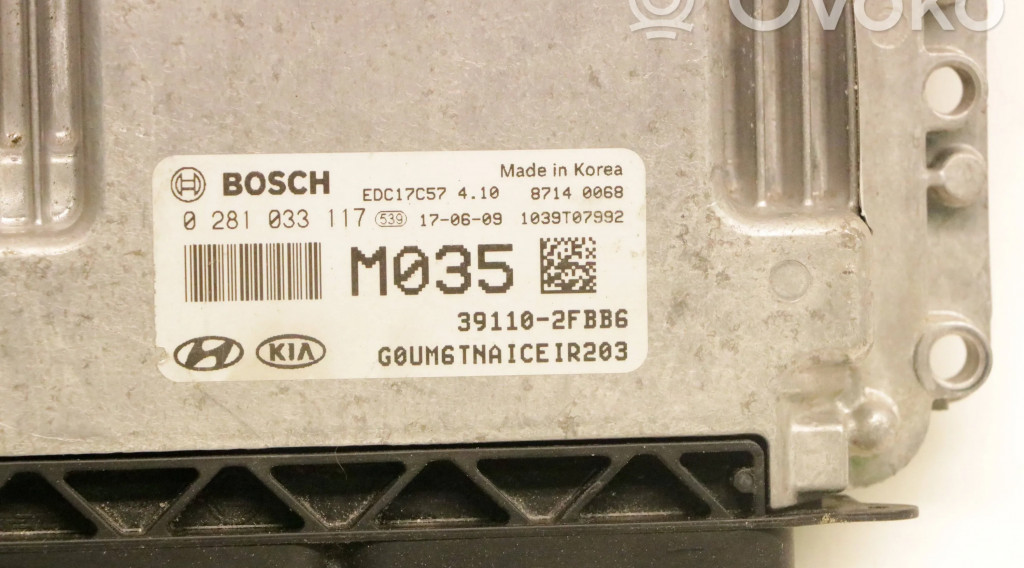 Ovoko
Made in Korea
BOSCH EDC17C57 4.10 8714 0068
0 281 033 117 539 17-06-09 1039T07992
M035
39110-2FBB6
KIA G0UM6TNAICEIR203